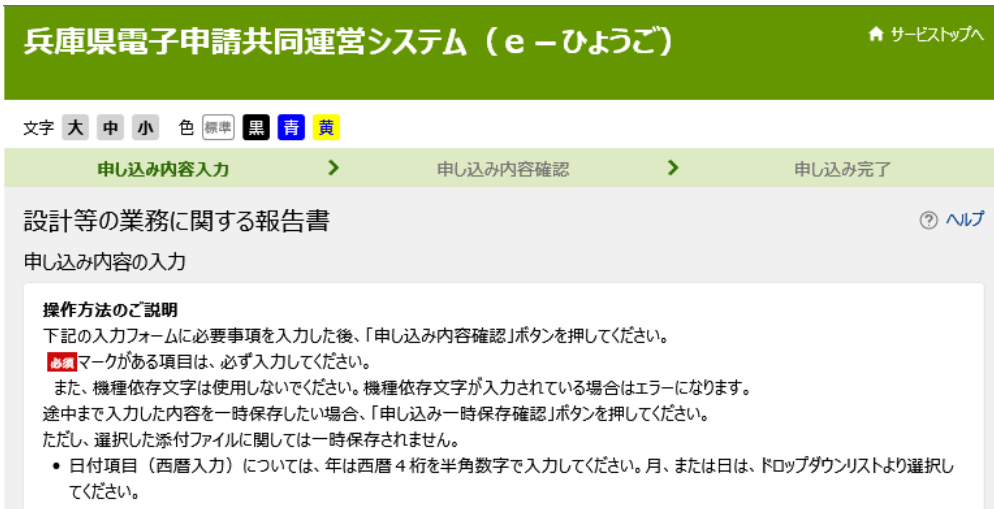 兵庫県電子申請共同運営システム（ｅ－ひょうご）
サービストップへ
文字 大 中 小 色 標準 黒 青 黄
申し込み内容入力 > 申し込み内容確認 > 申し込み完了
設計等の業務に関する報告書
? ヘルプ
申し込み内容の入力
操作方法のご説明
下記の入力フォームに必要事項を入力した後、「申し込み内容確認」ボタンを押してください。
必須 マークがある項目は、必ず入力してください。
また、機種依存文字は使用しないでください。機種依存文字が入力されている場合はエラーになります。
途中まで入力した内容を一時保存したい場合、「申し込み一時保存確認」ボタンを押してください。
ただし、選択した添付ファイルに関しては一時保存されません。
• 日付項目（西暦入力）については、年は西暦４桁を半角数字で入力してください。月、または日は、ドロップダウンリストより選択し
てください。